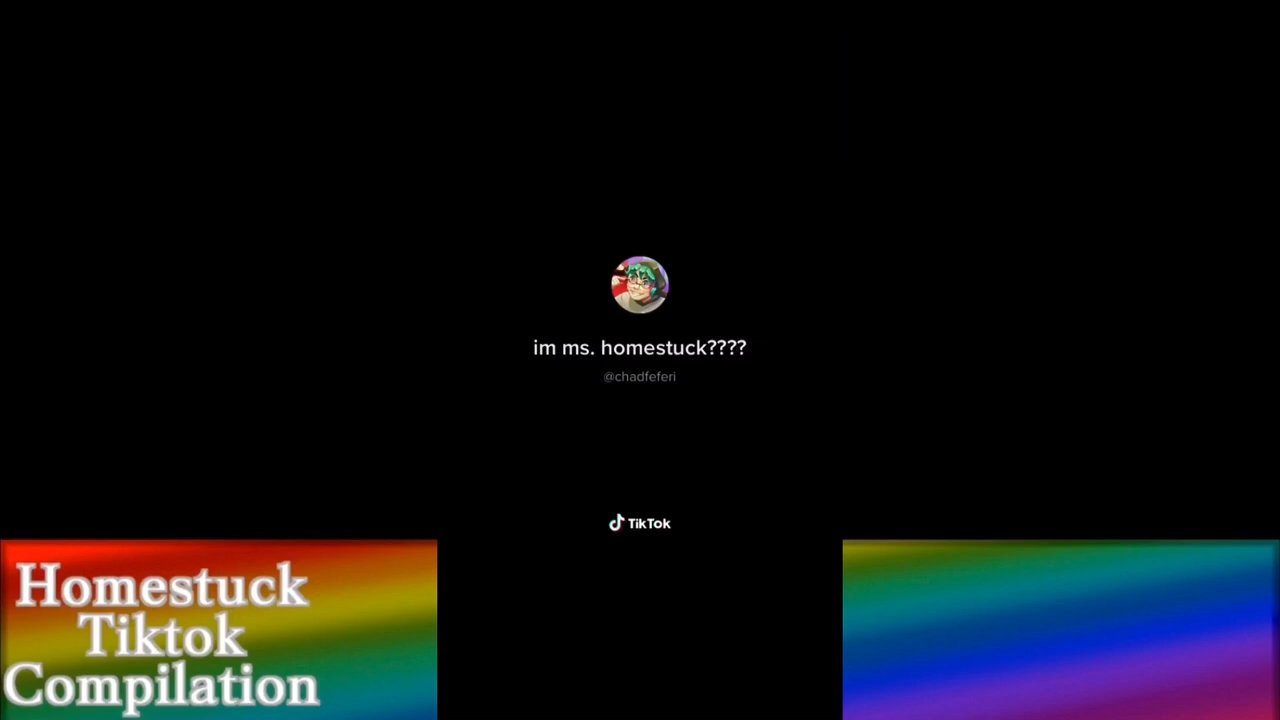 im ms. homestuck????
@chadfeferi
TikTok
Homestuck
Tiktok
Compilation